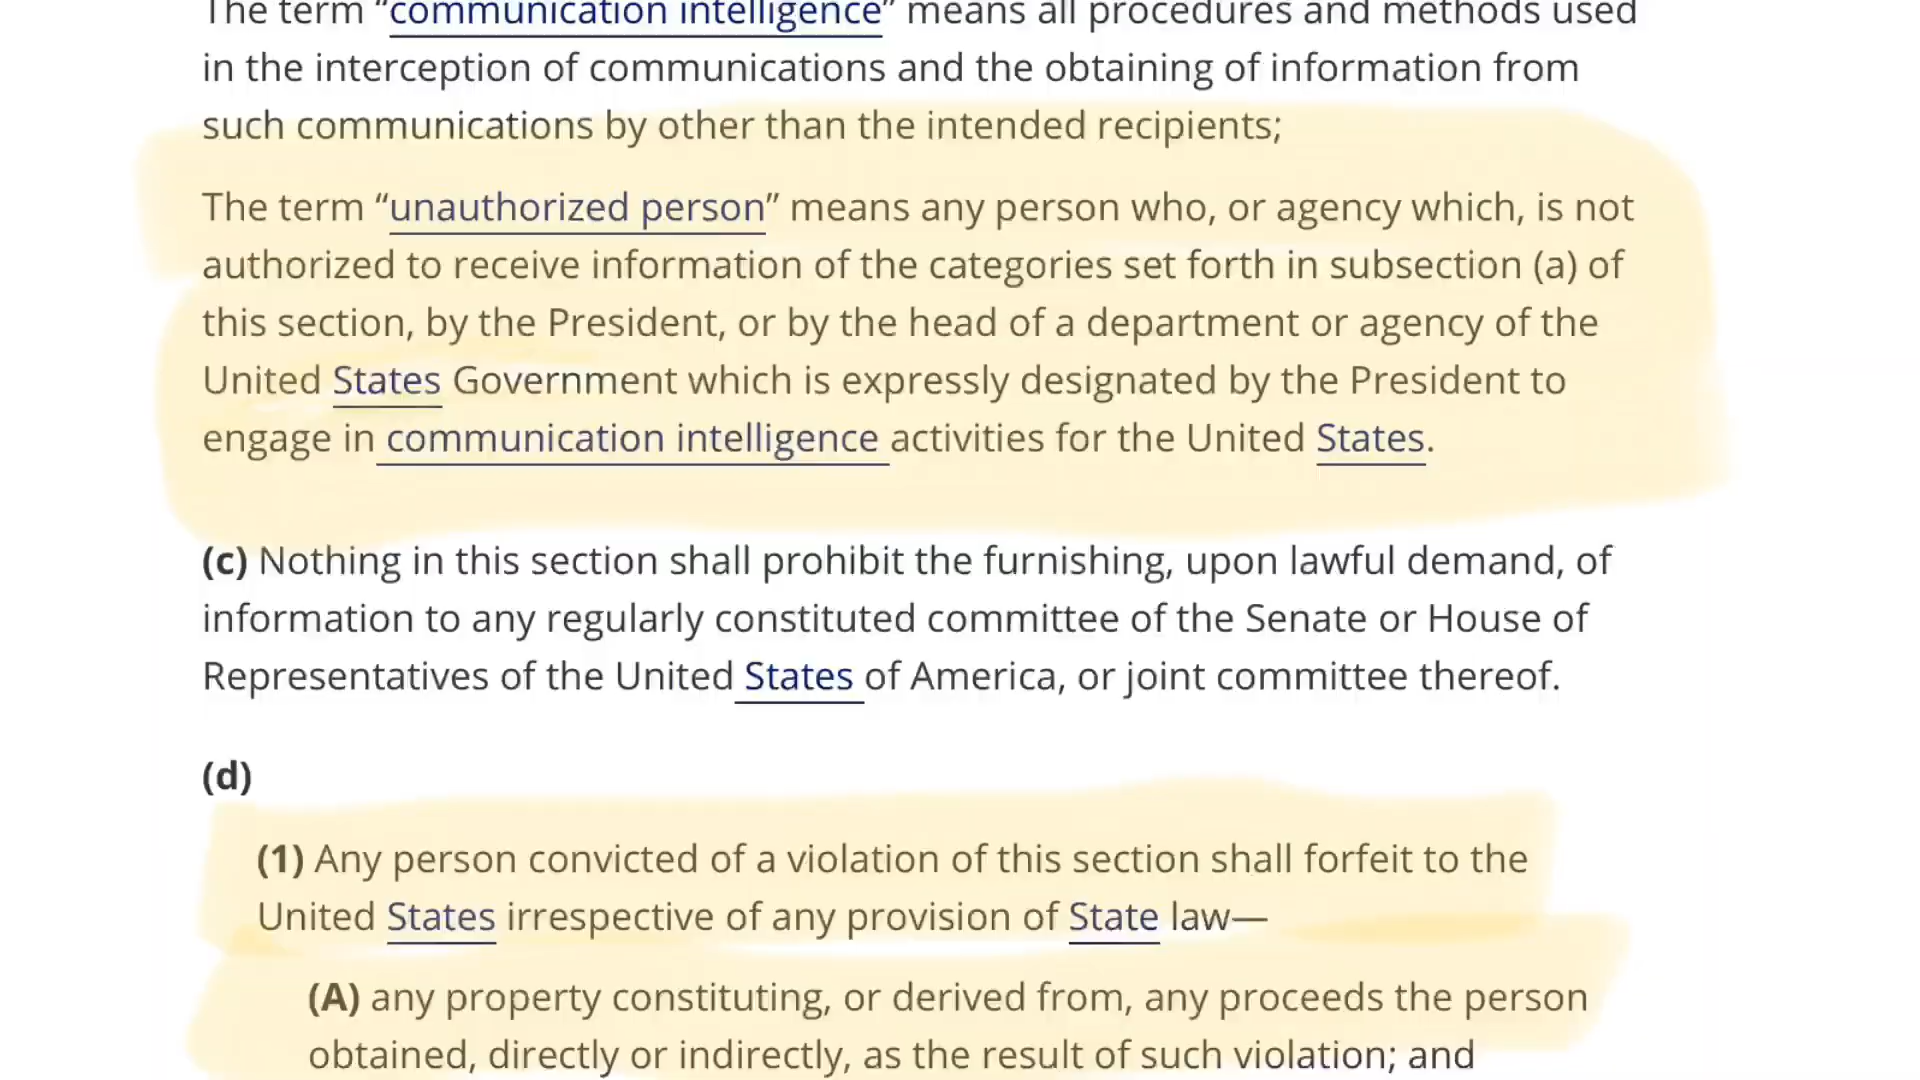 The term “communication intelligence” means all procedures and methods used
in the interception of communications and the obtaining of information from
such communications by other than the intended recipients;
The term “unauthorized person” means any person who, or agency which, is not
authorized to receive information of the categories set forth in subsection (a) of
this section, by the President, or by the head of a department or agency of the
United States Government which is expressly designated by the President to
engage in communication intelligence activities for the United States.
(c) Nothing in this section shall prohibit the furnishing, upon lawful demand, of
information to any regularly constituted committee of the Senate or House of
Representatives of the United States of America, or joint committee thereof.
(d)
(1) Any person convicted of a violation of this section shall forfeit to the
United States irrespective of any provision of State law—
(A) any property constituting, or derived from, any proceeds the person
obtained, directly or indirectly, as the result of such violation; and